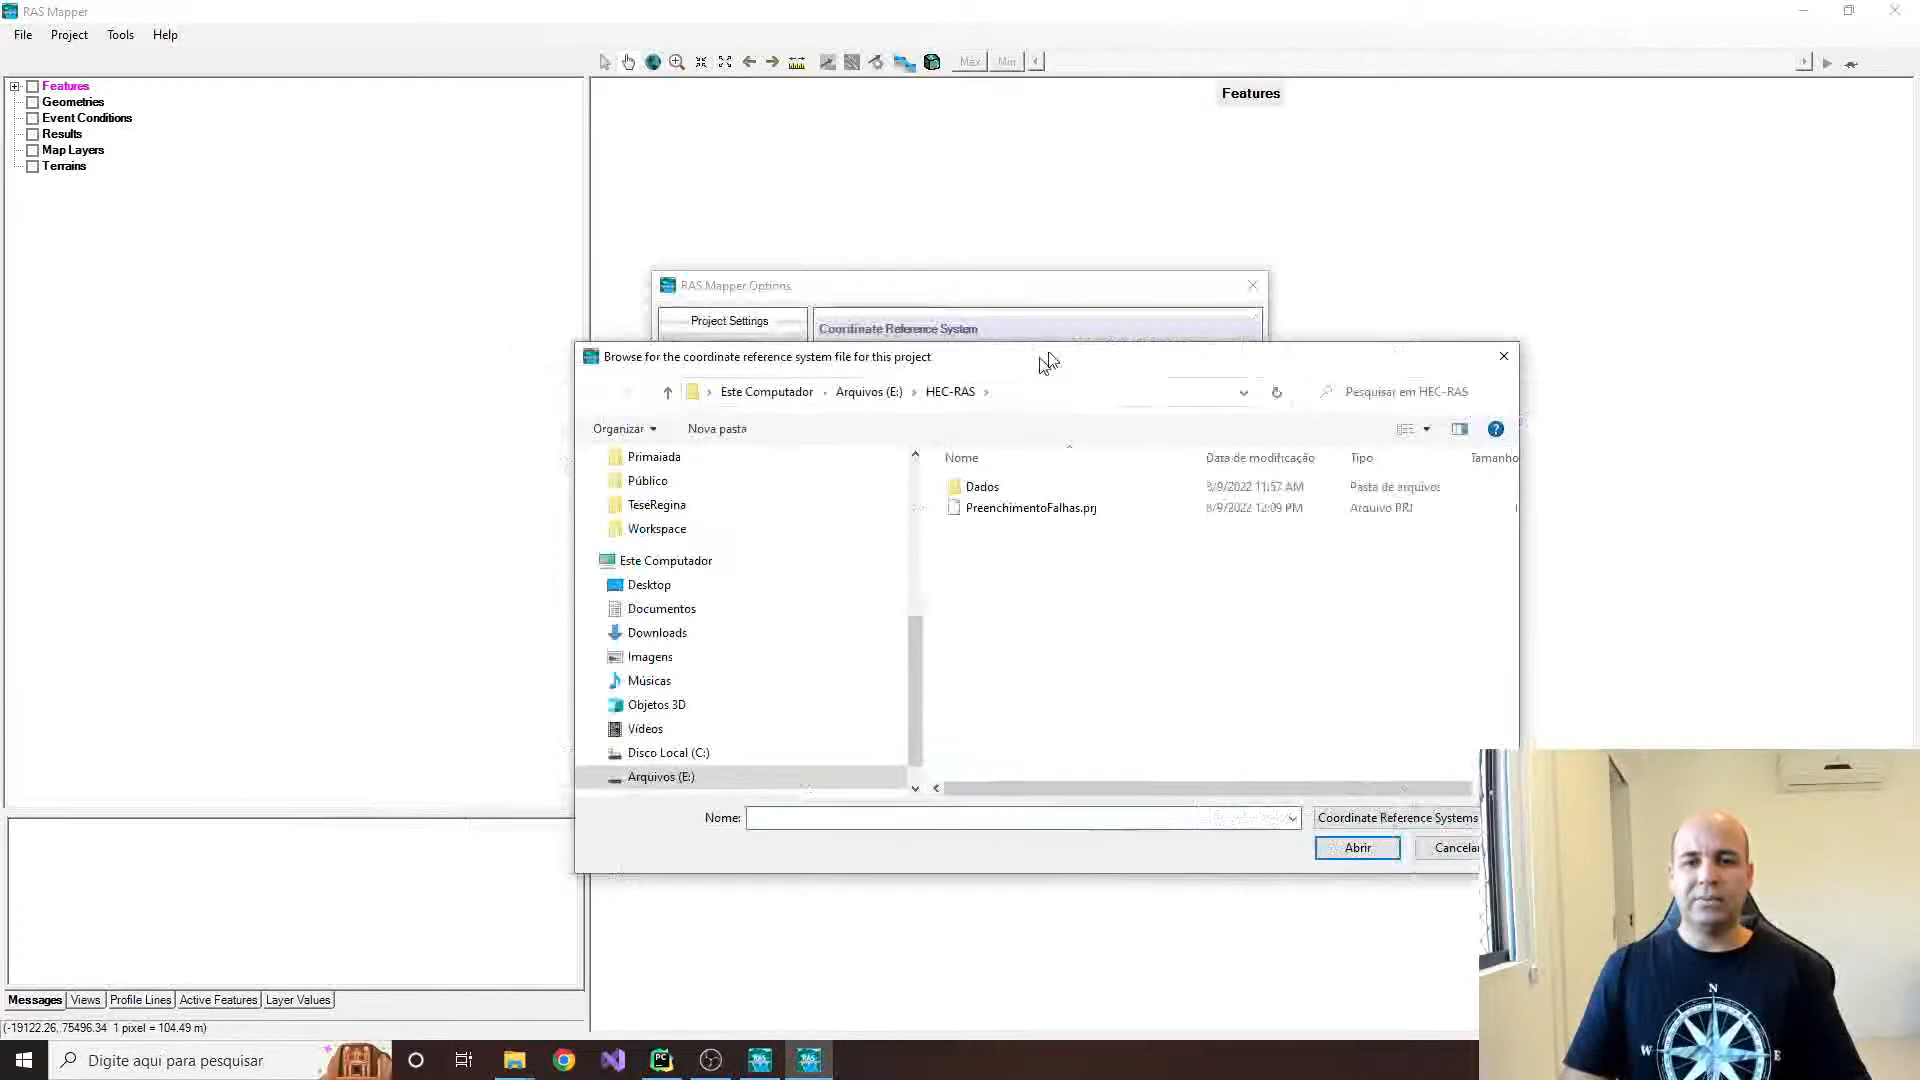 RAS Mapper
File Project Tools Help
Max Min
Features
Geometries
Event Conditions
Results
Map Layers
Terrains
Features
RAS Mapper Options
Project Settings
Coordinate Reference System
Browse for the coordinate reference system file for this project
Este Computador Arquivos (E:) HEC-RAS
Pesquisar em HEC-RAS
Organizar Nova pasta
Primaiada
Público
TeseRegina
Workspace
Este Computador
Desktop
Documentos
Downloads
Imagens
Músicas
Objetos 3D
Vídeos
Disco Local (C:)
Arquivos (E:)
Nome Data de modificação Tipo Tamanho
Dados 11:57 AM Pasta de arquivos
PreenchimentoFalhas.prj 8/9/2022 12:09 PM Arquivo PRJ
Nome:
Coordinate Reference Systems
Abrir Cancelar
Messages Views Profile Lines Active Features Layer Values
(-19122.26, 75496.34 1 pixel = 104.49 m)
Digite aqui para pesquisar
PC
RAS
RAS
N
W E